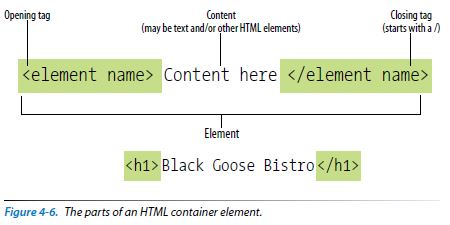 Opening tag
Content
(may be text and/or other HTML elements)
Closing tag
(starts with a /)
<element name> Content here </element name>
Element
<h1>Black Goose Bistro</h1>
Figure 4-6. The parts of an HTML container element.